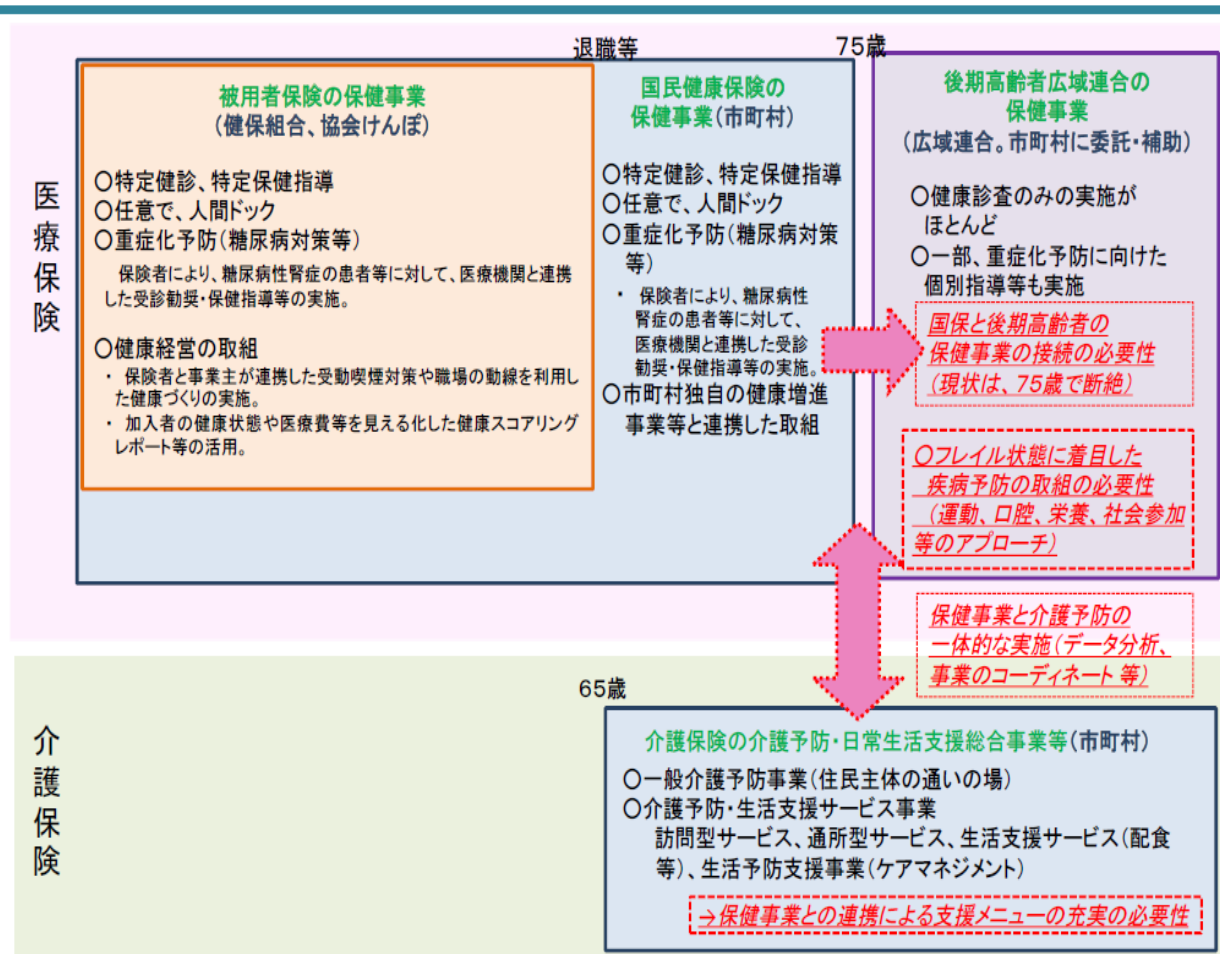 退職等
75歳
医療保険
被用者保険の保健事業
(健保組合、協会けんぽ)
〇特定健診、特定保健指導
〇任意で、人間ドック
〇重症化予防(糖尿病対策等)
保険者により、糖尿病性腎症の患者等に対して、医療機関と連携
した受診勧奨・保健指導等の実施。
〇健康経営の取組
・ 保険者と事業主が連携した受動喫煙対策や職場の動線を利用し
た健康づくりの実施。
・ 加入者の健康状態や医療費等を見える化した健康スコアリング
レポート等の活用。
国民健康保険の
保健事業(市町村)
〇特定健診、特定保健指導
〇任意で、人間ドック
〇重症化予防(糖尿病対策
等)
・ 保険者により、糖尿病性
腎症の患者等に対して、
医療機関と連携した受診
勧奨・保健指導等の実施。
〇市町村独自の健康増進
事業等と連携した取組
後期高齢者広域連合の
保健事業
(広域連合。市町村に委託・補助)
〇健康診査のみの実施が
ほとんど
〇一部、重症化予防に向けた
個別指導等も実施
国保と後期高齢者の
保健事業の接続の必要性
(現状は、75歳で断絶)
〇フレイル状態に着目した
疾病予防の取組の必要性
(運動、口腔、栄養、社会参加
等のアプローチ)
保健事業と介護予防の
一体的な実施(データ分析、
事業のコーディネート 等)
介護保険
65歳
介護保険の介護予防・日常生活支援総合事業等(市町村)
〇一般介護予防事業(住民主体の通いの場)
〇介護予防・生活支援サービス事業
訪問型サービス、通所型サービス、生活支援サービス(配食
等)、生活予防支援事業(ケアマネジメント)
→保健事業との連携による支援メニューの充実の必要性